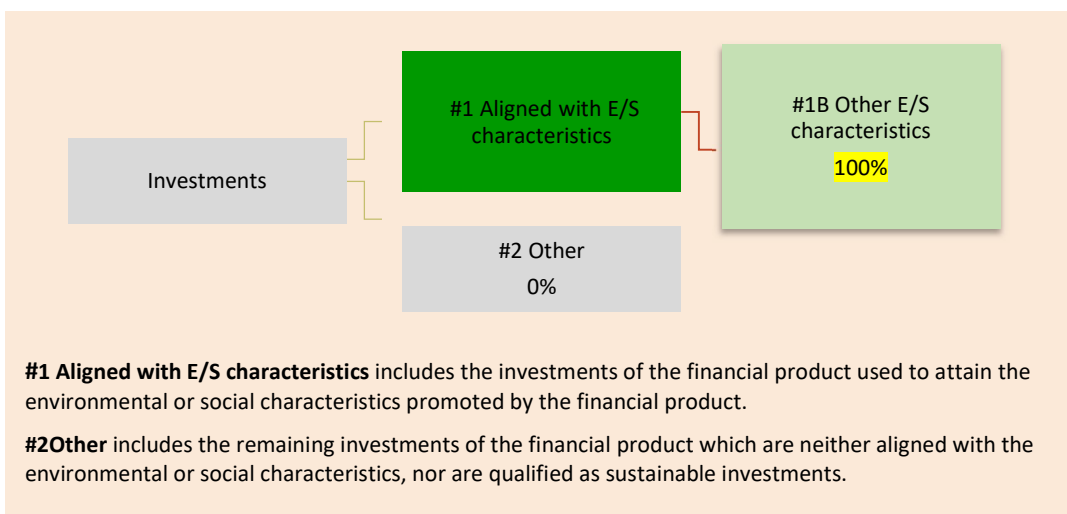 #1 Aligned with E/S
characteristics
#1B Other E/S
characteristics
100%
Investments
#2 Other
0%
#1 Aligned with E/S characteristics includes the investments of the financial product used to attain the
environmental or social characteristics promoted by the financial product.
#2Other includes the remaining investments of the financial product which are neither aligned with the
environmental or social characteristics, nor are qualified as sustainable investments.